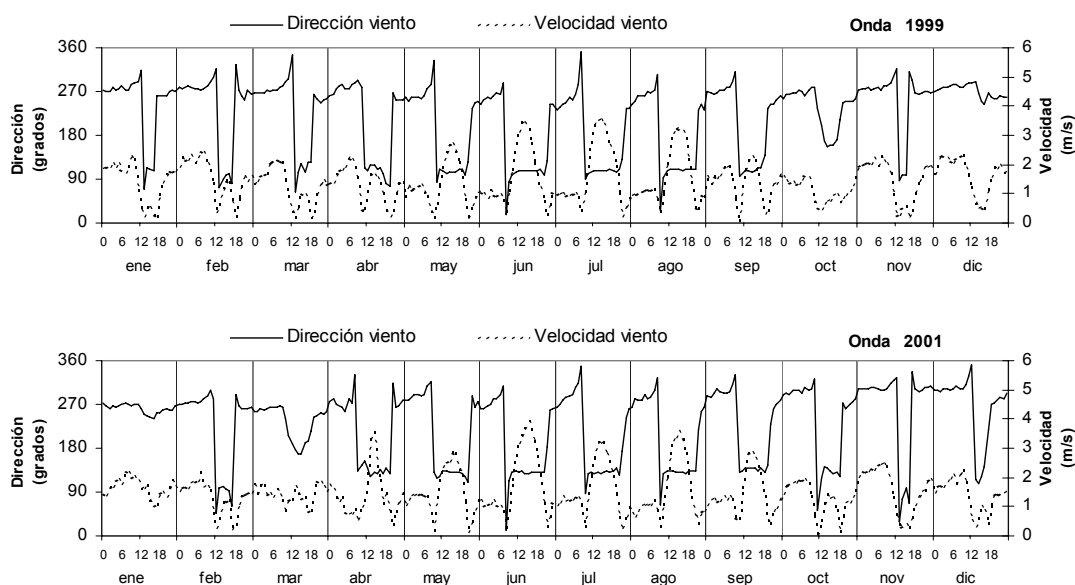 Dirección viento Velocidad viento Onda 1999
360 6
270 5
4
180 3
90 2
1
0 0
Dirección
(grados)
Velocidad
(m/s)
0 6 12 18 0 6 12 18 0 6 12 18 0 6 12 18 0 6 12 18 0 6 12 18 0 6 12 18 0 6 12 18 0 6 12 18 0 6 12 18 0 6 12 18 0 6 12 18
ene feb mar abr may jun jul ago sep oct nov dic
Dirección viento Velocidad viento Onda 2001
360 6
270 5
4
180 3
90 2
1
0 0
Dirección
(grados)
Velocidad
(m/s)
0 6 12 18 0 6 12 18 0 6 12 18 0 6 12 18 0 6 12 18 0 6 12 18 0 6 12 18 0 6 12 18 0 6 12 18 0 6 12 18 0 6 12 18 0 6 12 18
ene feb mar abr may jun jul ago sep oct nov dic